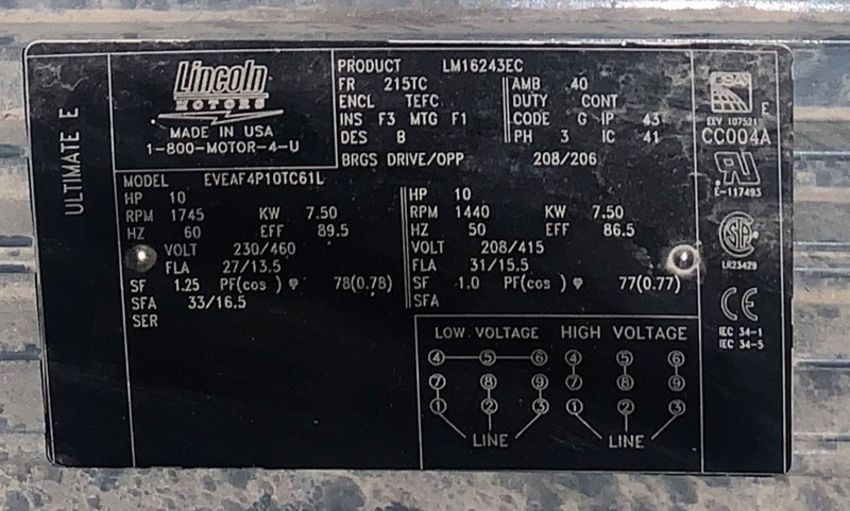 ULTIMATE E
Lincoln
MOTORS
MADE IN USA
1-800-MOTOR-4-U
PRODUCT LM16243EC
FR 215TC
ENCL TEFC
INS F3 MTG F1
DES B
AMB 40
DUTY CONT
CODE G IP 43
PH 3 IC 41
BRGS DRIVE/OPP 208/206
MODEL EVEAF4P10TC61L
HP 10
RPM 1745 KW 7.50
HZ 60 EFF 89.5
VOLT 230/460
FLA 27/13.5
SF 1.25 PF(cos) φ 78(0.78)
SFA 33/16.5
SER
HP 10
RPM 1440 KW 7.50
HZ 50 EFF 86.5
VOLT 208/415
FLA 31/15.5
SF 1.0 PF(cos) φ 77(0.77)
SFA
LOW VOLTAGE HIGH VOLTAGE
4 5 6 4 5 6
7 8 9 7 8 9
1 2 3 1 2 3
LINE LINE
E
EEV 107521
CC004A
E-117493
LR23429
CE
IEC 34-1
IEC 34-5